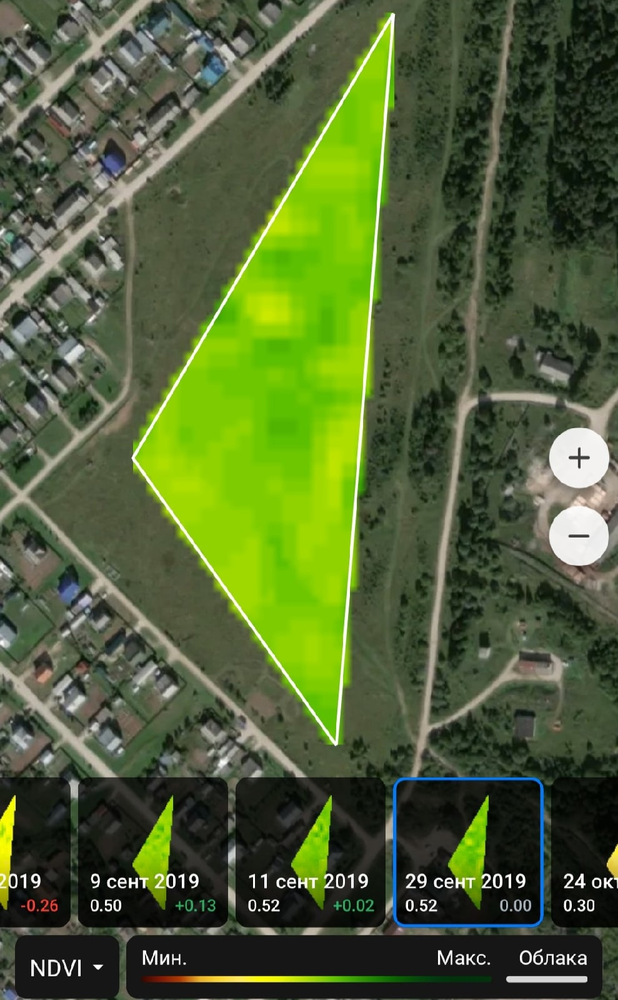 2019
-0.26
9 сент 2019
0.50 +0.13
11 сент 2019
0.52 +0.02
29 сент 2019
0.52 0.00
24 окт
0.30
NDVI
Мин. Макс. Облака